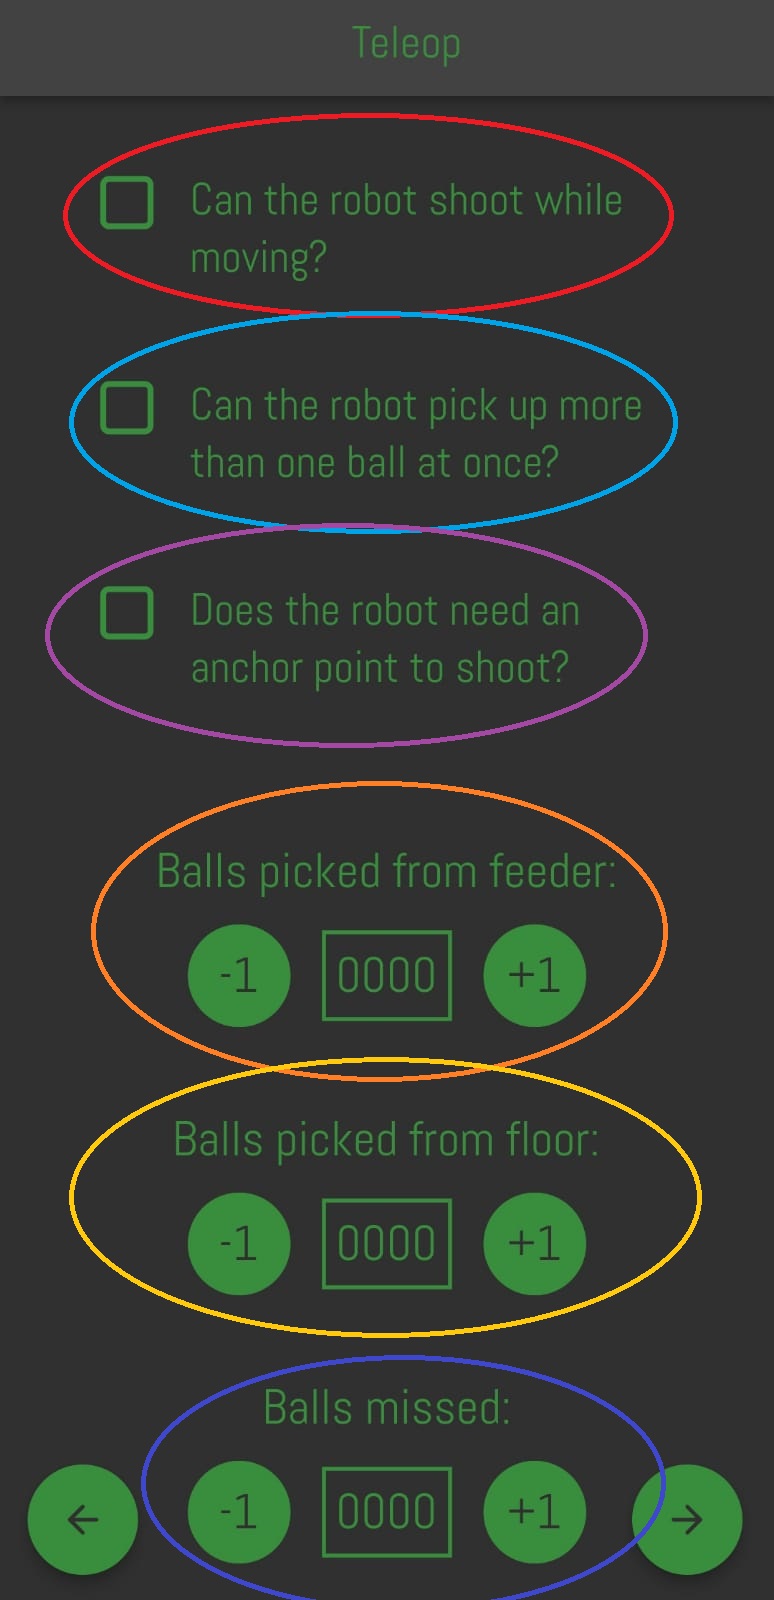 Teleop
Can the robot shoot while
moving?
Can the robot pick up more
than one ball at once?
Does the robot need an
anchor point to shoot?
Balls picked from feeder:
-1 0000 +1
Balls picked from floor:
-1 0000 +1
Balls missed:
-1 0000 +1